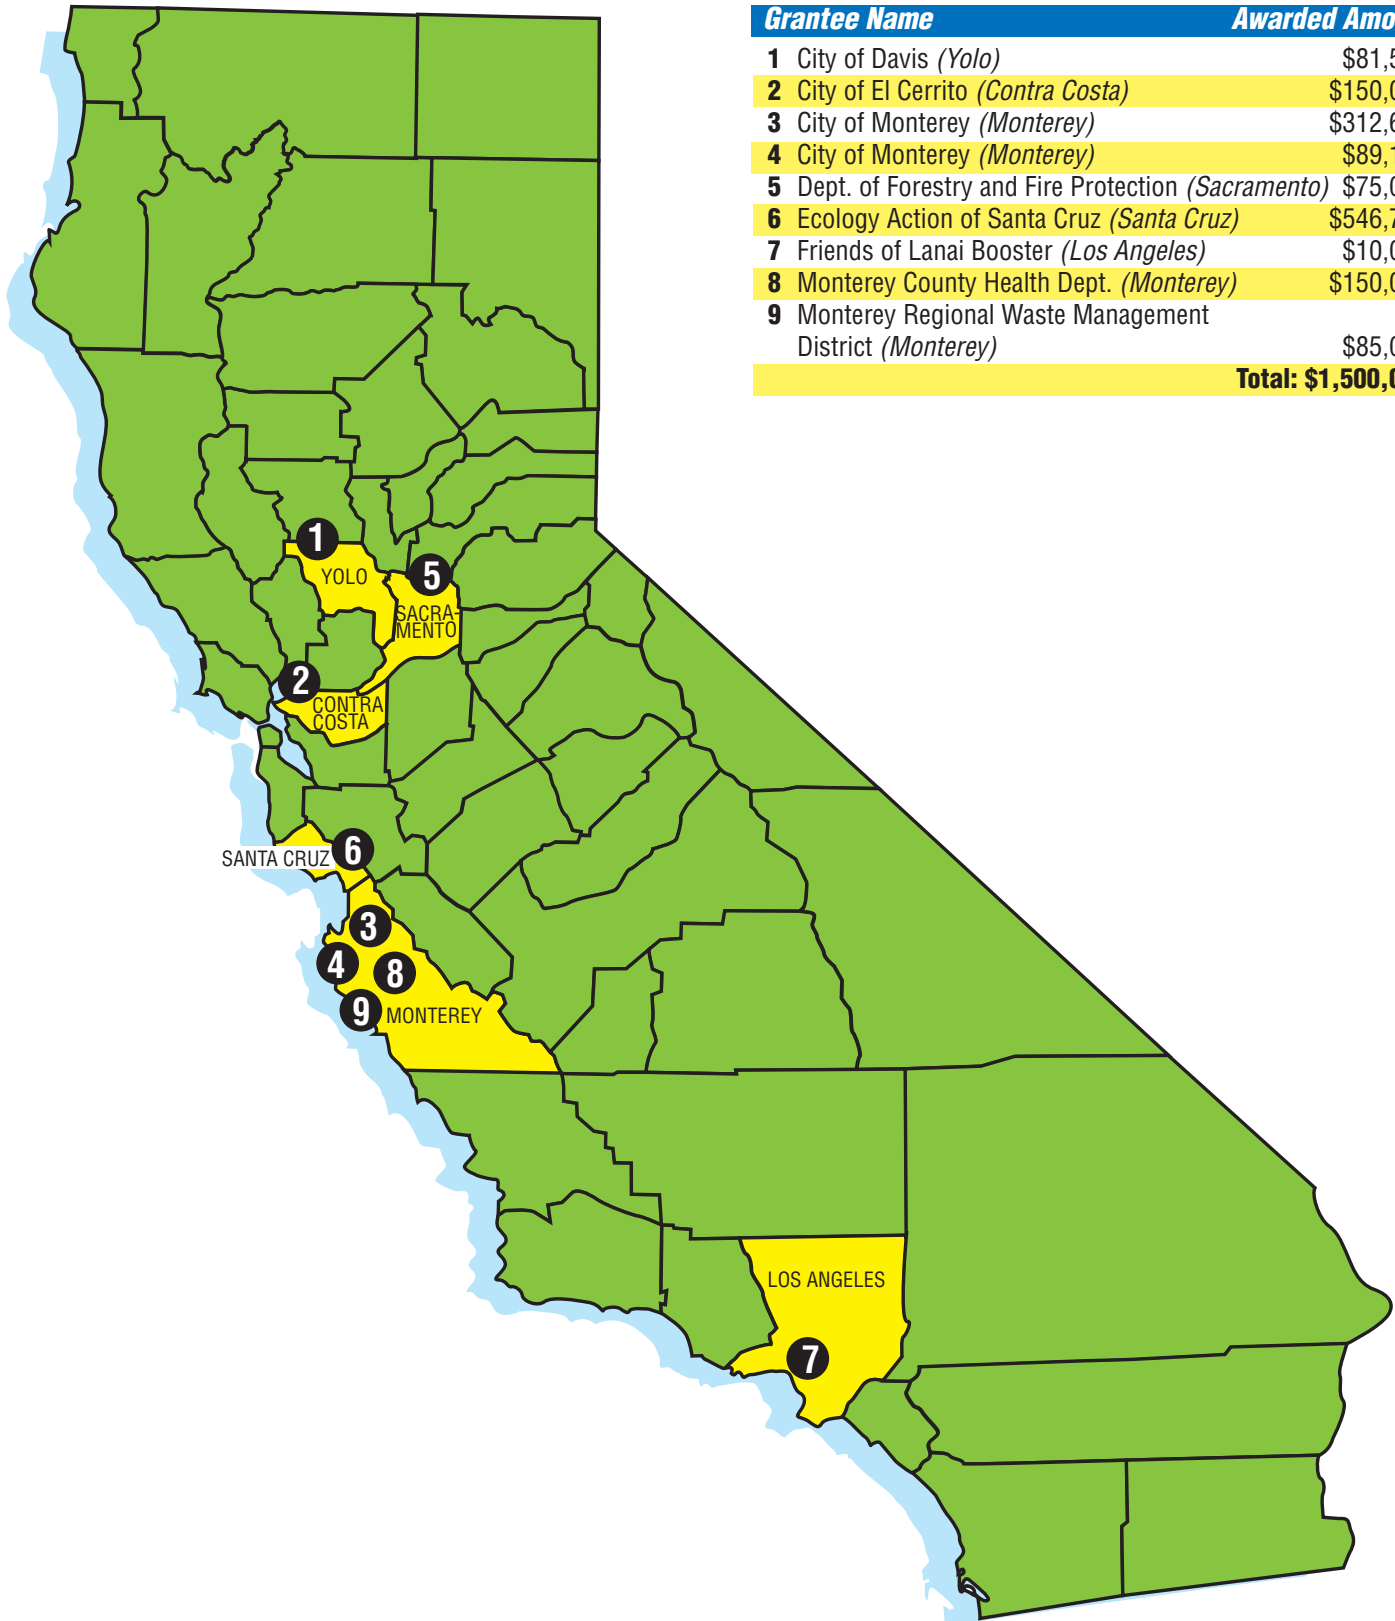 Grantee Name Awarded Amo
1 City of Davis (Yolo) $81,5
2 City of El Cerrito (Contra Costa) $150,0
3 City of Monterey (Monterey) $312,6
4 City of Monterey (Monterey) $89,1
5 Dept. of Forestry and Fire Protection (Sacramento) $75,0
6 Ecology Action of Santa Cruz (Santa Cruz) $546,7
7 Friends of Lanai Booster (Los Angeles) $10,0
8 Monterey County Health Dept. (Monterey) $150,0
9 Monterey Regional Waste Management
District (Monterey) $85,0
Total: $1,500,0
1
YOLO
5
SACRA-
MENTO
2
CONTRA
COSTA
SANTA CRUZ 6
3
4
8
9 MONTEREY
LOS ANGELES
7